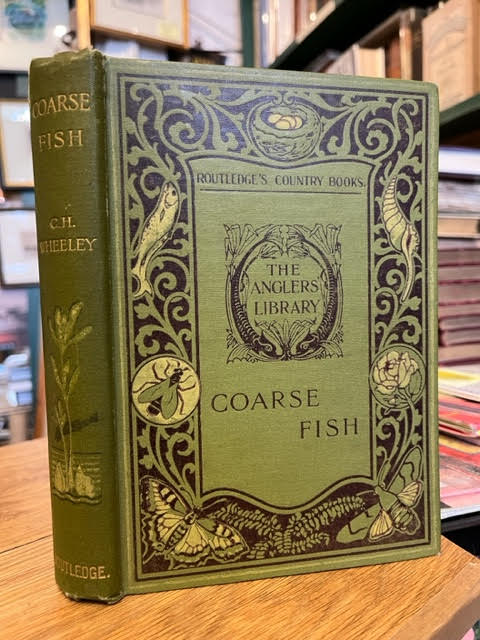 COARSE
FISH
C.H.
WHEELEY
ROUTLEDGE.
ROUTLEDGE'S COUNTRY BOOKS.
THE
ANGLERS
LIBRARY
COARSE
FISH